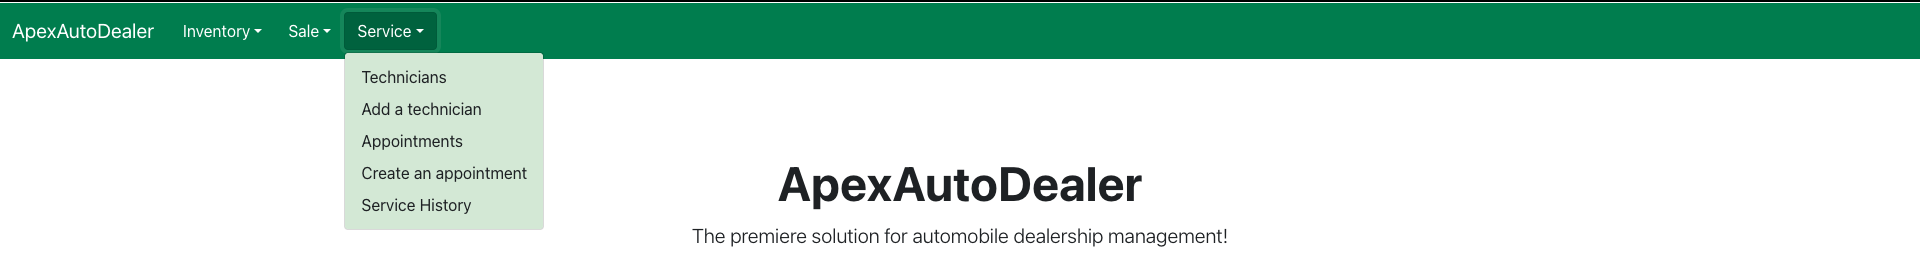 ApexAutoDealer Inventory Sale Service
Technicians
Add a technician
Appointments
Create an appointment
Service History
ApexAutoDealer
The premiere solution for automobile dealership management!